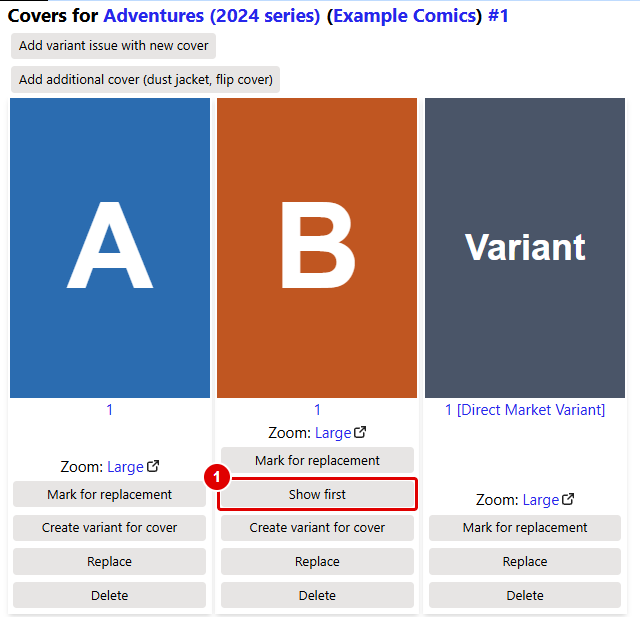 Covers for Adventures (2024 series) (Example Comics) #1
Add variant issue with new cover
Add additional cover (dust jacket, flip cover)
A
B
Variant
1
1
1 [Direct Market Variant]
Zoom: Large
Mark for replacement
1
Show first
Zoom: Large
Mark for replacement
Zoom: Large
Create variant for cover
Create variant for cover
Mark for replacement
Replace
Replace
Replace
Delete
Delete
Delete